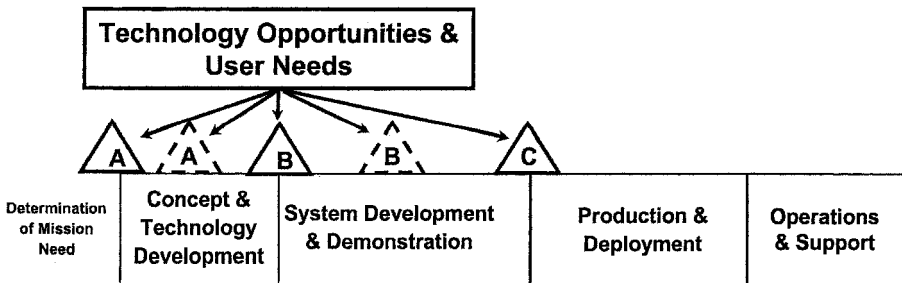 Technology Opportunities &
User Needs
A
A
B
B
C
Determination
of Mission
Need
Concept &
Technology
Development
System Development
& Demonstration
Production &
Deployment
Operations
& Support